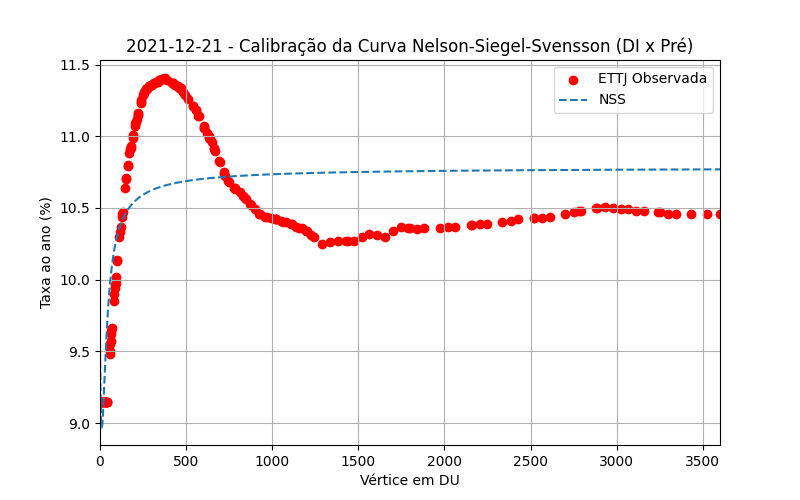 2021-12-21 - Calibração da Curva Nelson-Siegel-Svensson (DI x Pré)
ETTJ Observada
NSS
Taxa ao ano (%)
11.5
11.0
10.5
10.0
9.5
9.0
0 500 1000 1500 2000 2500 3000 3500
Vértice em DU